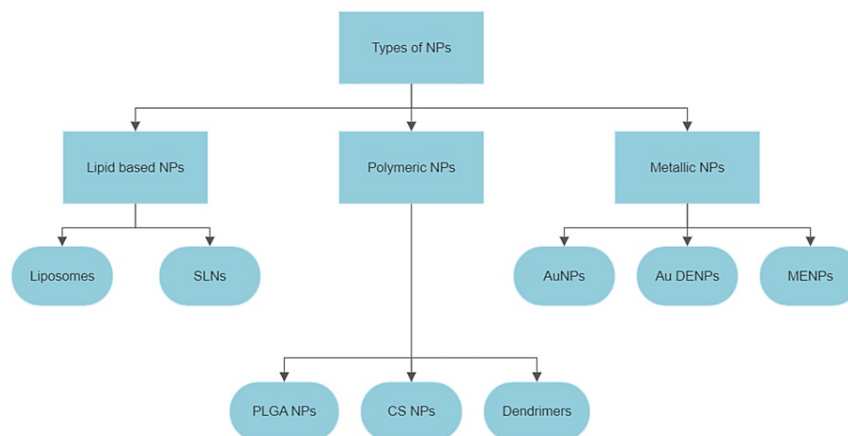 Types of NPs
Lipid based NPs
Polymeric NPs
Metallic NPs
Liposomes
SLNs
AuNPs
Au DENPs
MENPs
PLGA NPs
CS NPs
Dendrimers